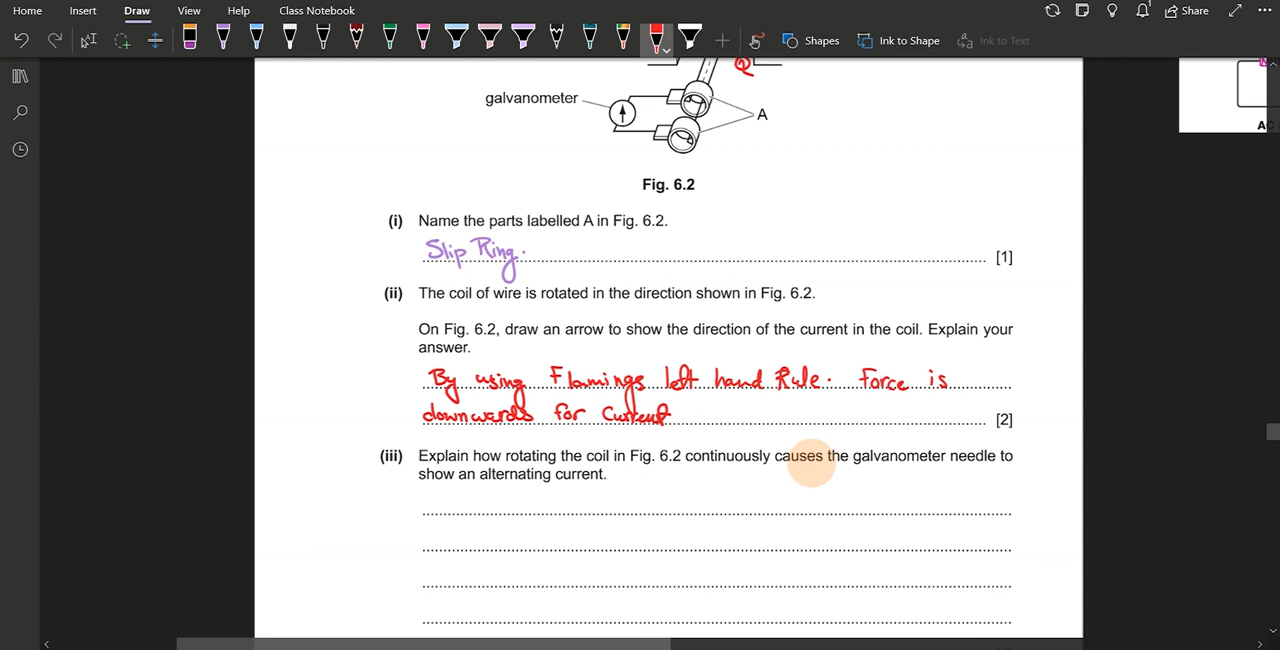 Home Insert Draw View Help Class Notebook Share
Shapes Ink to Shape Ink to Text
Q
galvanometer
A
AC
Fig. 6.2
(i) Name the parts labelled A in Fig. 6.2.
Slip Ring. [1]
(ii) The coil of wire is rotated in the direction shown in Fig. 6.2.
On Fig. 6.2, draw an arrow to show the direction of the current in the coil. Explain your
answer.
By using Flamings left hand Rule. Force is
downwards for Current [2]
(iii) Explain how rotating the coil in Fig. 6.2 continuously causes the galvanometer needle to
show an alternating current.